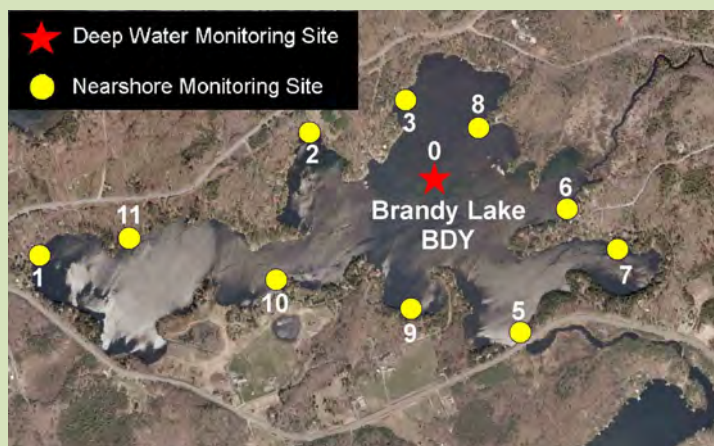 Deep Water Monitoring Site
Nearshore Monitoring Site
3
8
2
0
Brandy Lake
BDY
6
11
1
7
10
9
5